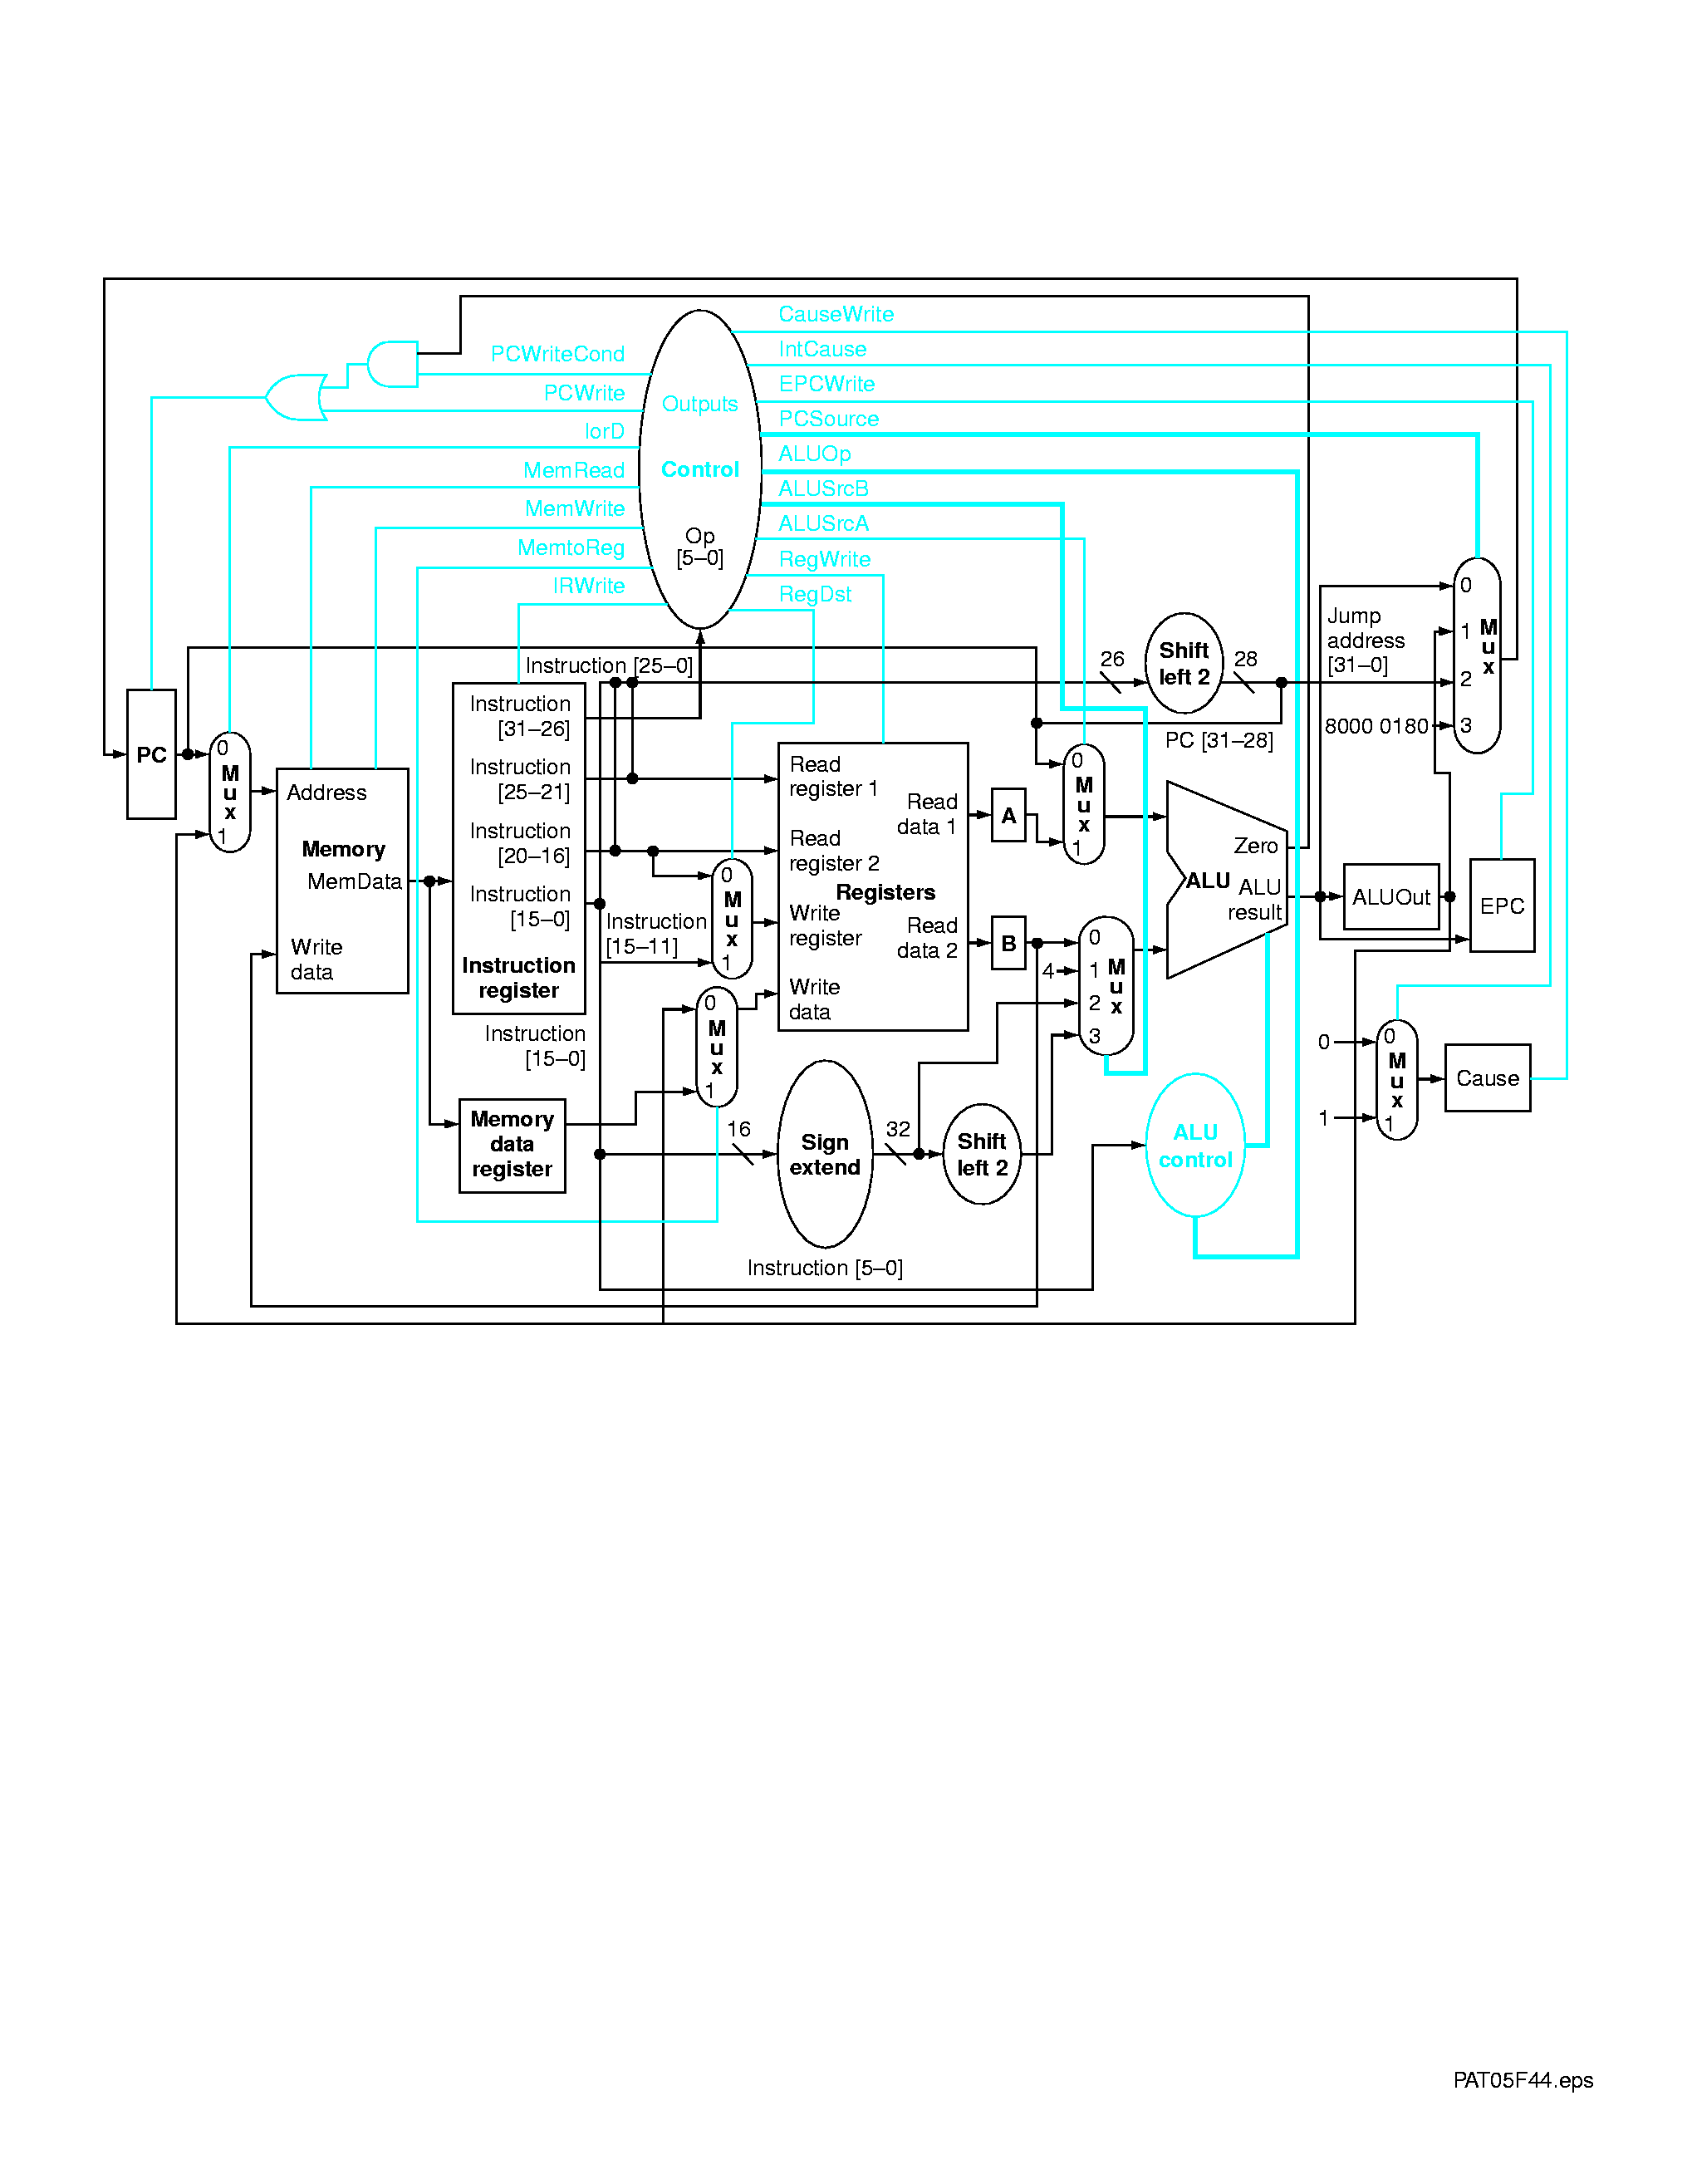 CauseWrite
IntCause
EPCWrite
PCSource
ALUOp
ALUSrcB
ALUSrcA
RegWrite
RegDst
PCWriteCond
PCWrite
IorD
MemRead
MemWrite
MemtoReg
IRWrite
Outputs
Control
Op
[5–0]
Instruction [25–0]
26
Shift
left 2
28
Jump
address
[31–0]
0
1
2
3
M
u
x
8000 0180
PC [31–28]
PC
0
M
u
x
1
Address
Memory
MemData
Write
data
Instruction
[31–26]
Instruction
[25–21]
Instruction
[20–16]
Instruction
[15–0]
Instruction
register
Instruction
[15–11]
0
M
u
x
1
Read
register 1
Read
register 2
Registers
Write
register
Write
data
Read
data 1
Read
data 2
A
B
0
M
u
x
1
4
0
1
2
3
M
u
x
Zero
ALU
ALU
result
ALUOut
EPC
Instruction
[15–0]
0
M
u
x
1
Memory
data
register
16
Sign
extend
32
Shift
left 2
ALU
control
0
1
0
M
u
x
1
Cause
Instruction [5–0]
PAT05F44.eps